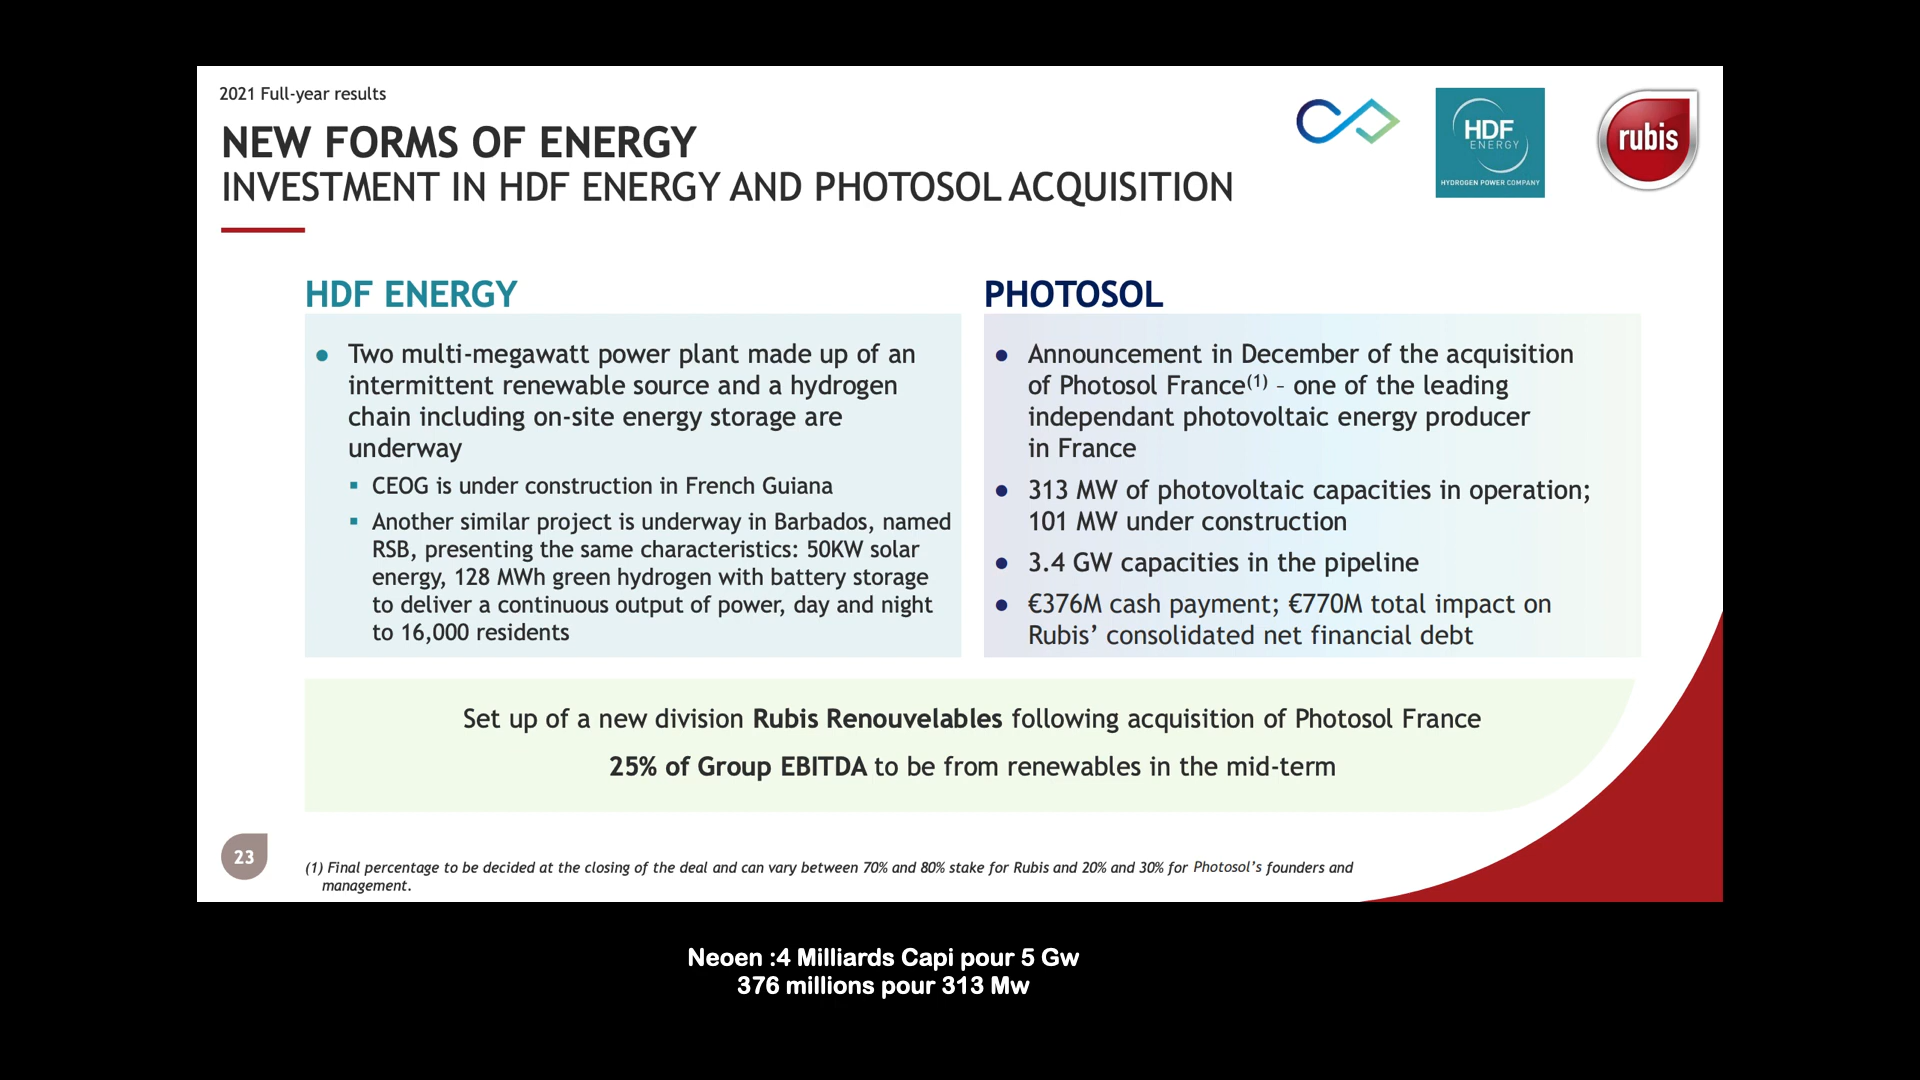 2021 Full-year results
NEW FORMS OF ENERGY
INVESTMENT IN HDF ENERGY AND PHOTOSOL ACQUISITION
HDF
ENERGY
HYDROGEN POWER COMPANY
rubis
HDF ENERGY
● Two multi-megawatt power plant made up of an
intermittent renewable source and a hydrogen
chain including on-site energy storage are
underway
▪ CEOG is under construction in French Guiana
▪ Another similar project is underway in Barbados, named
RSB, presenting the same characteristics: 50KW solar
energy, 128 MWh green hydrogen with battery storage
to deliver a continuous output of power, day and night
to 16,000 residents
PHOTOSOL
● Announcement in December of the acquisition
of Photosol France(1) – one of the leading
independant photovoltaic energy producer
in France
● 313 MW of photovoltaic capacities in operation;
101 MW under construction
● 3.4 GW capacities in the pipeline
● €376M cash payment; €770M total impact on
Rubis’ consolidated net financial debt
Set up of a new division Rubis Renouvelables following acquisition of Photosol France
25% of Group EBITDA to be from renewables in the mid-term
23
(1) Final percentage to be decided at the closing of the deal and can vary between 70% and 80% stake for Rubis and 20% and 30% for Photosol’s founders and
management.
Neoen :4 Milliards Capi pour 5 Gw
376 millions pour 313 Mw